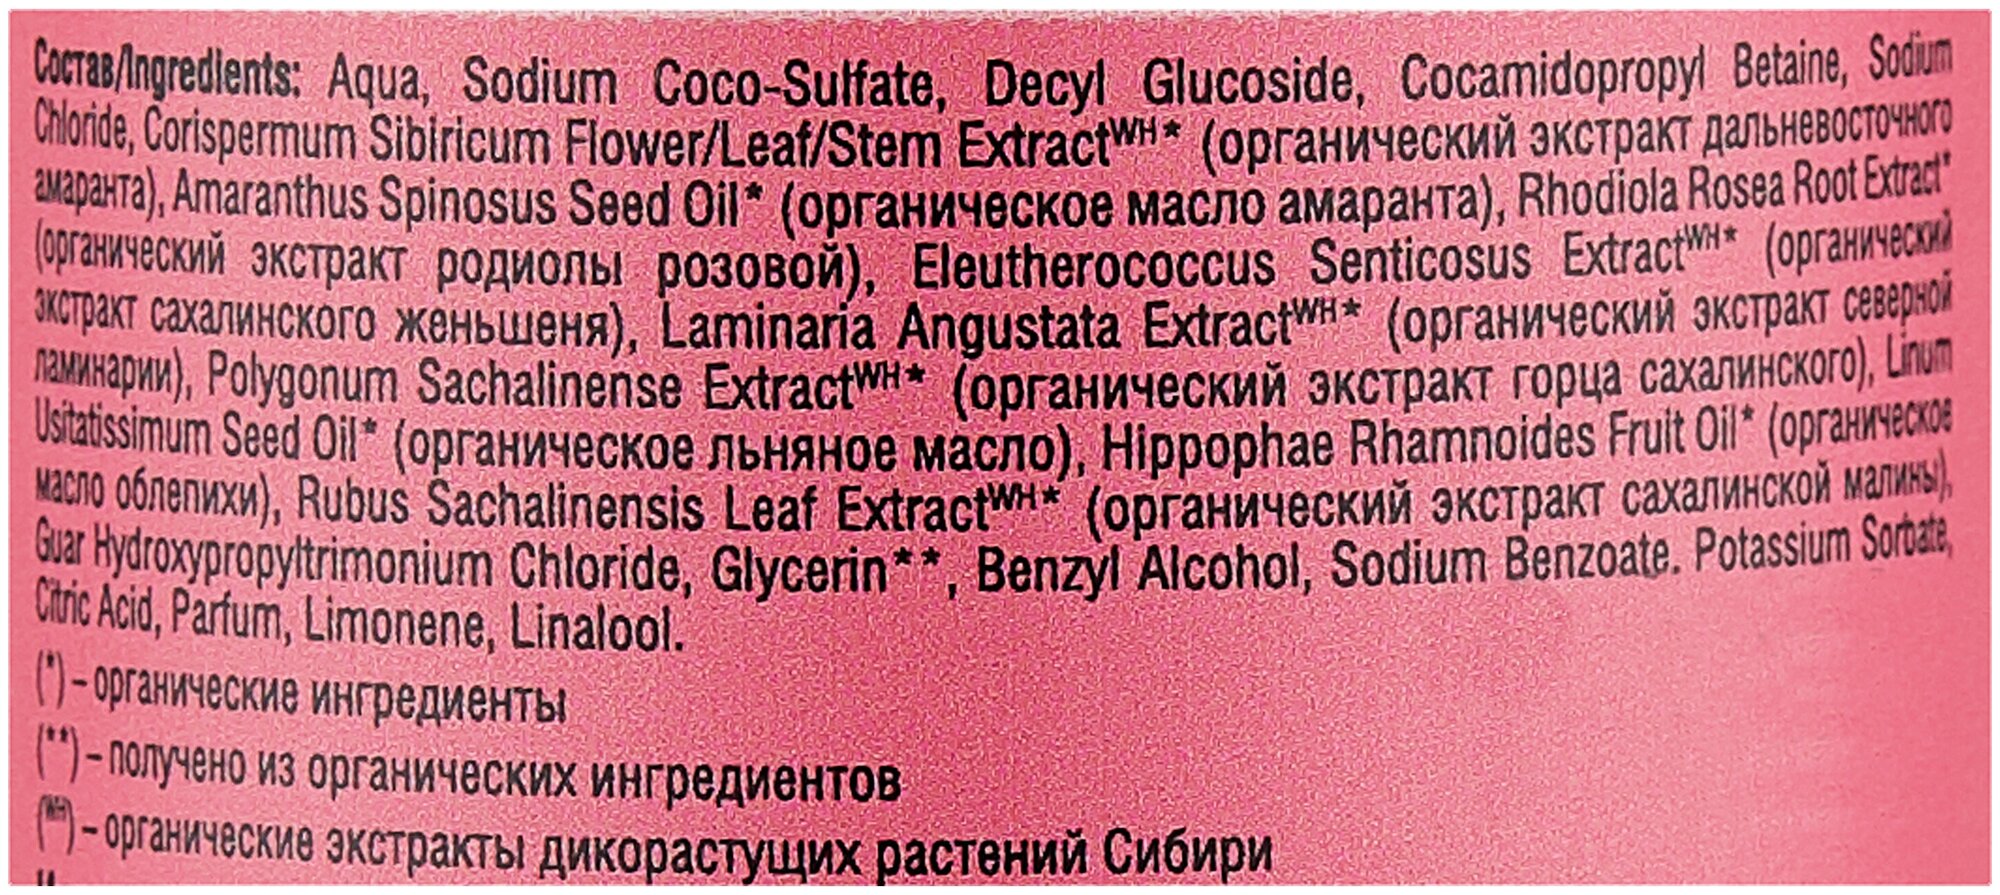 Состав/Ingredients: Aqua, Sodium Coco-Sulfate, Decyl Glucoside, Cocamidopropyl Betaine, Sodium
Chloride, Corispermum Sibiricum Flower/Leaf/Stem Extractᵂᴴ* (органический экстракт дальневосточного
амаранта), Amaranthus Spinosus Seed Oil* (органическое масло амаранта), Rhodiola Rosea Root Extract*
(органический экстракт родиолы розовой), Eleutherococcus Senticosus Extractᵂᴴ* (органический
экстракт сахалинского женьшеня), Laminaria Angustata Extractᵂᴴ* (органический экстракт северной
ламинарии), Polygonum Sachalinense Extractᵂᴴ* (органический экстракт горца сахалинского), Linum
Usitatissimum Seed Oil* (органическое льняное масло), Hippophae Rhamnoides Fruit Oil* (органическое
масло облепихи), Rubus Sachalinensis Leaf Extractᵂᴴ* (органический экстракт сахалинской малины),
Guar Hydroxypropyltrimonium Chloride, Glycerin**, Benzyl Alcohol, Sodium Benzoate. Potassium Sorbate,
Citric Acid, Parfum, Limonene, Linalool.
(*) – органические ингредиенты
(**) – получено из органических ингредиентов
(ᵂᴴ) – органические экстракты дикорастущих растений Сибири